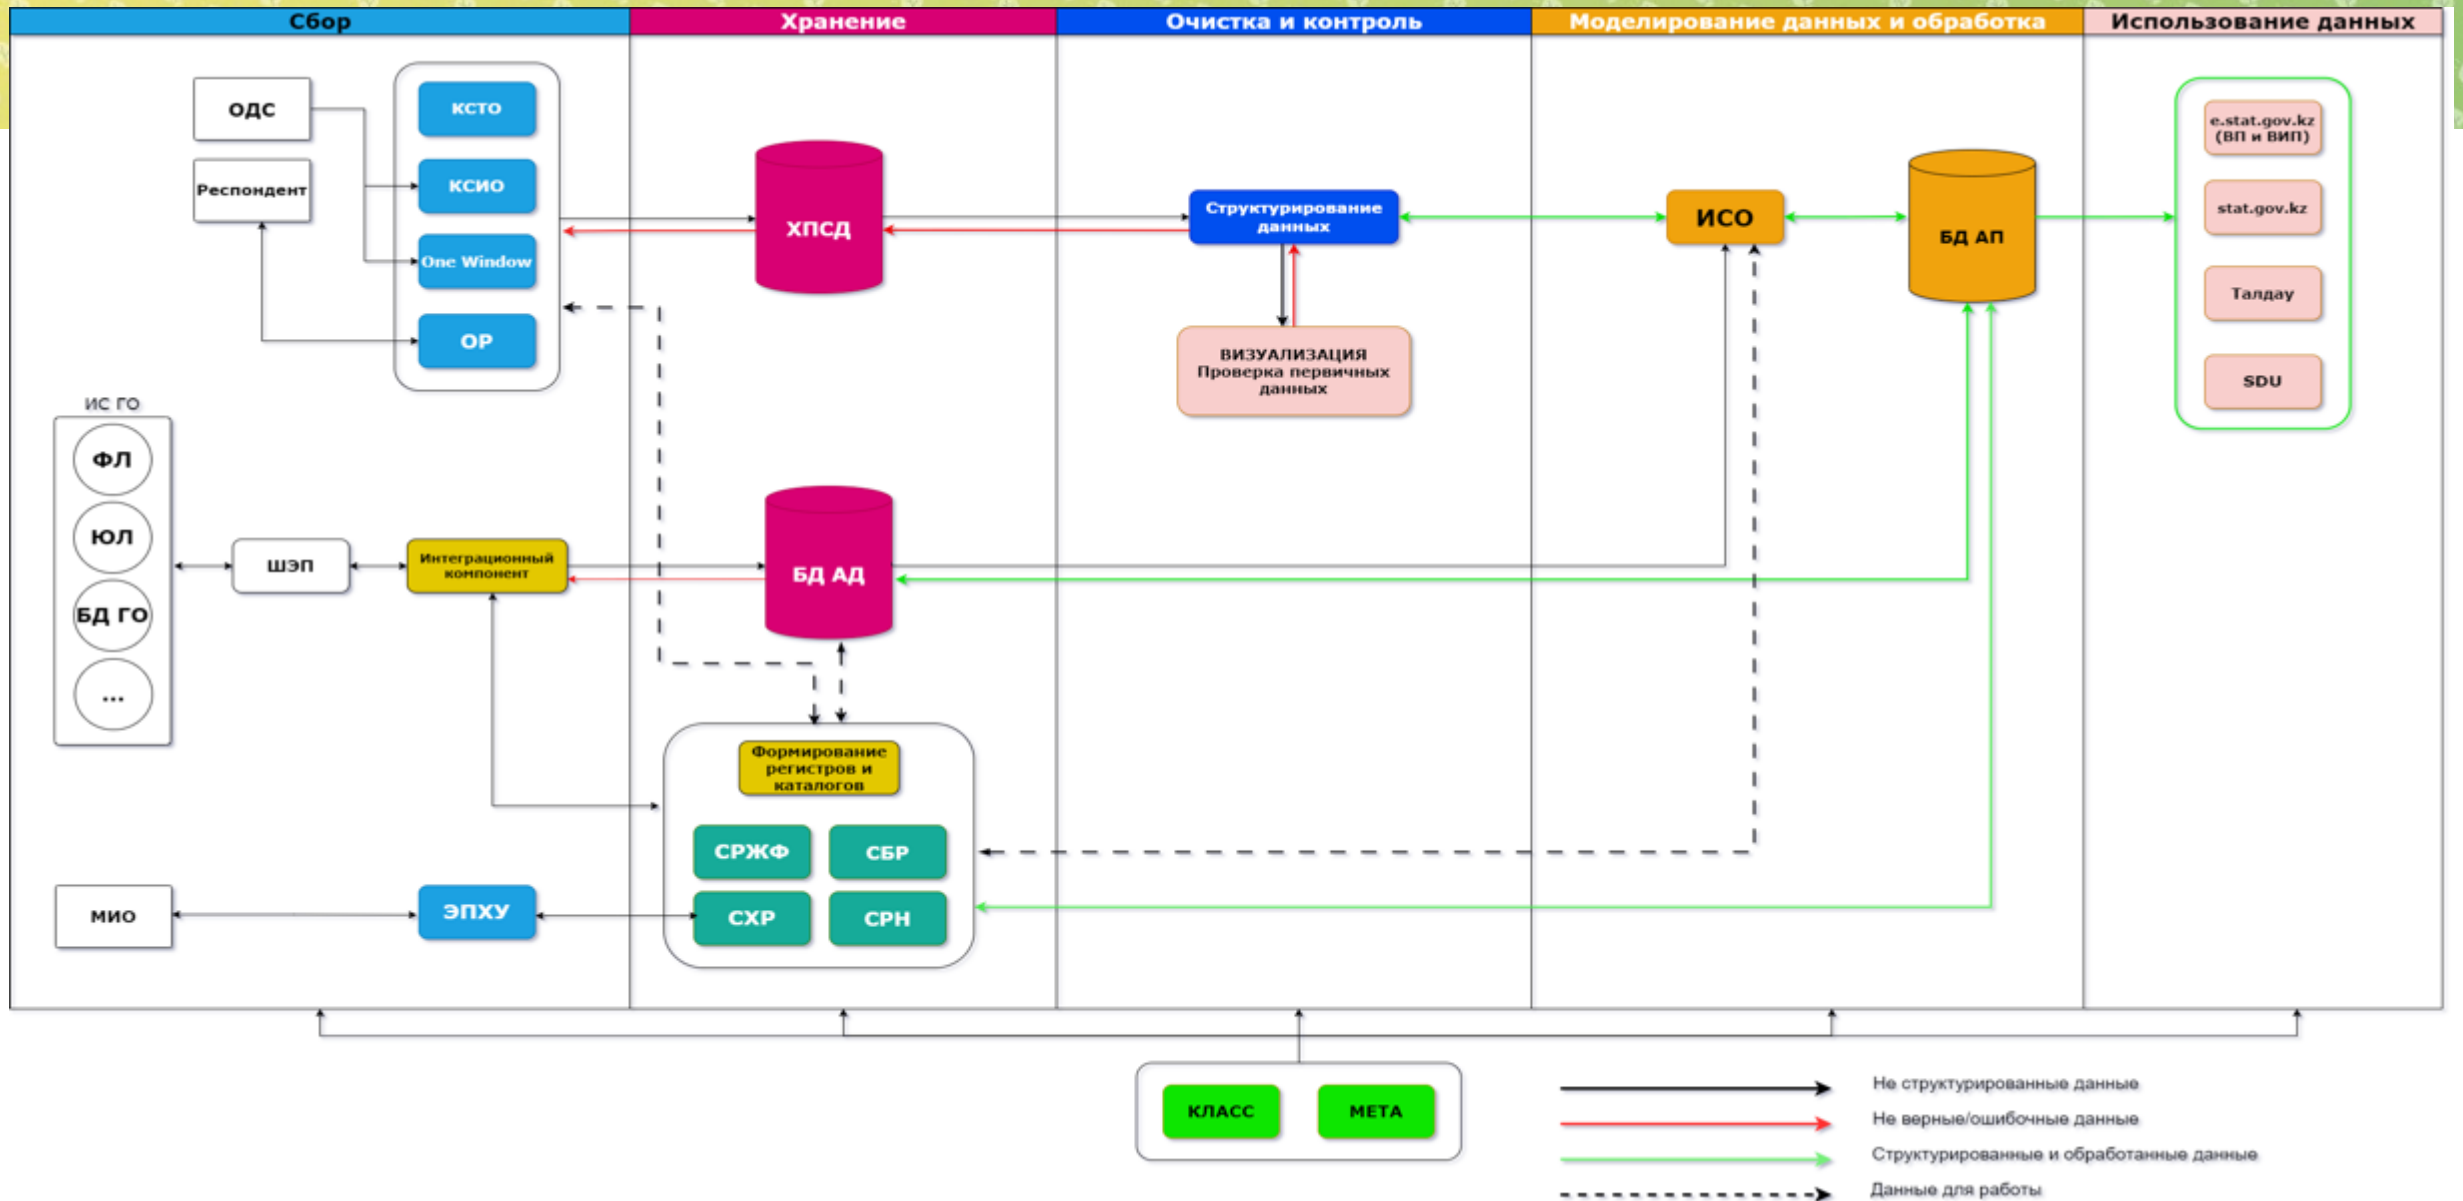 Сбор
Хранение
Очистка и контроль
Моделирование данных и обработка
Использование данных
ОДС
Респондент
КСТО
КСИО
One Window
ОР
ХПСД
Структурирование
данных
ВИЗУАЛИЗАЦИЯ
Проверка первичных
данных
ИСО
БД АП
e.stat.gov.kz
(ВП и ВИП)
stat.gov.kz
Талдау
SDU
ИС ГО
ФЛ
ЮЛ
БД ГО
...
ШЭП
Интеграционный
компонент
БД АД
Формирование
регистров и
каталогов
СРЖФ
СБР
СХР
СРН
МИО
ЭПХУ
КЛАСС
МЕТА
Не структурированные данные
Не верные/ошибочные данные
Структурированные и обработанные данные
Данные для работы